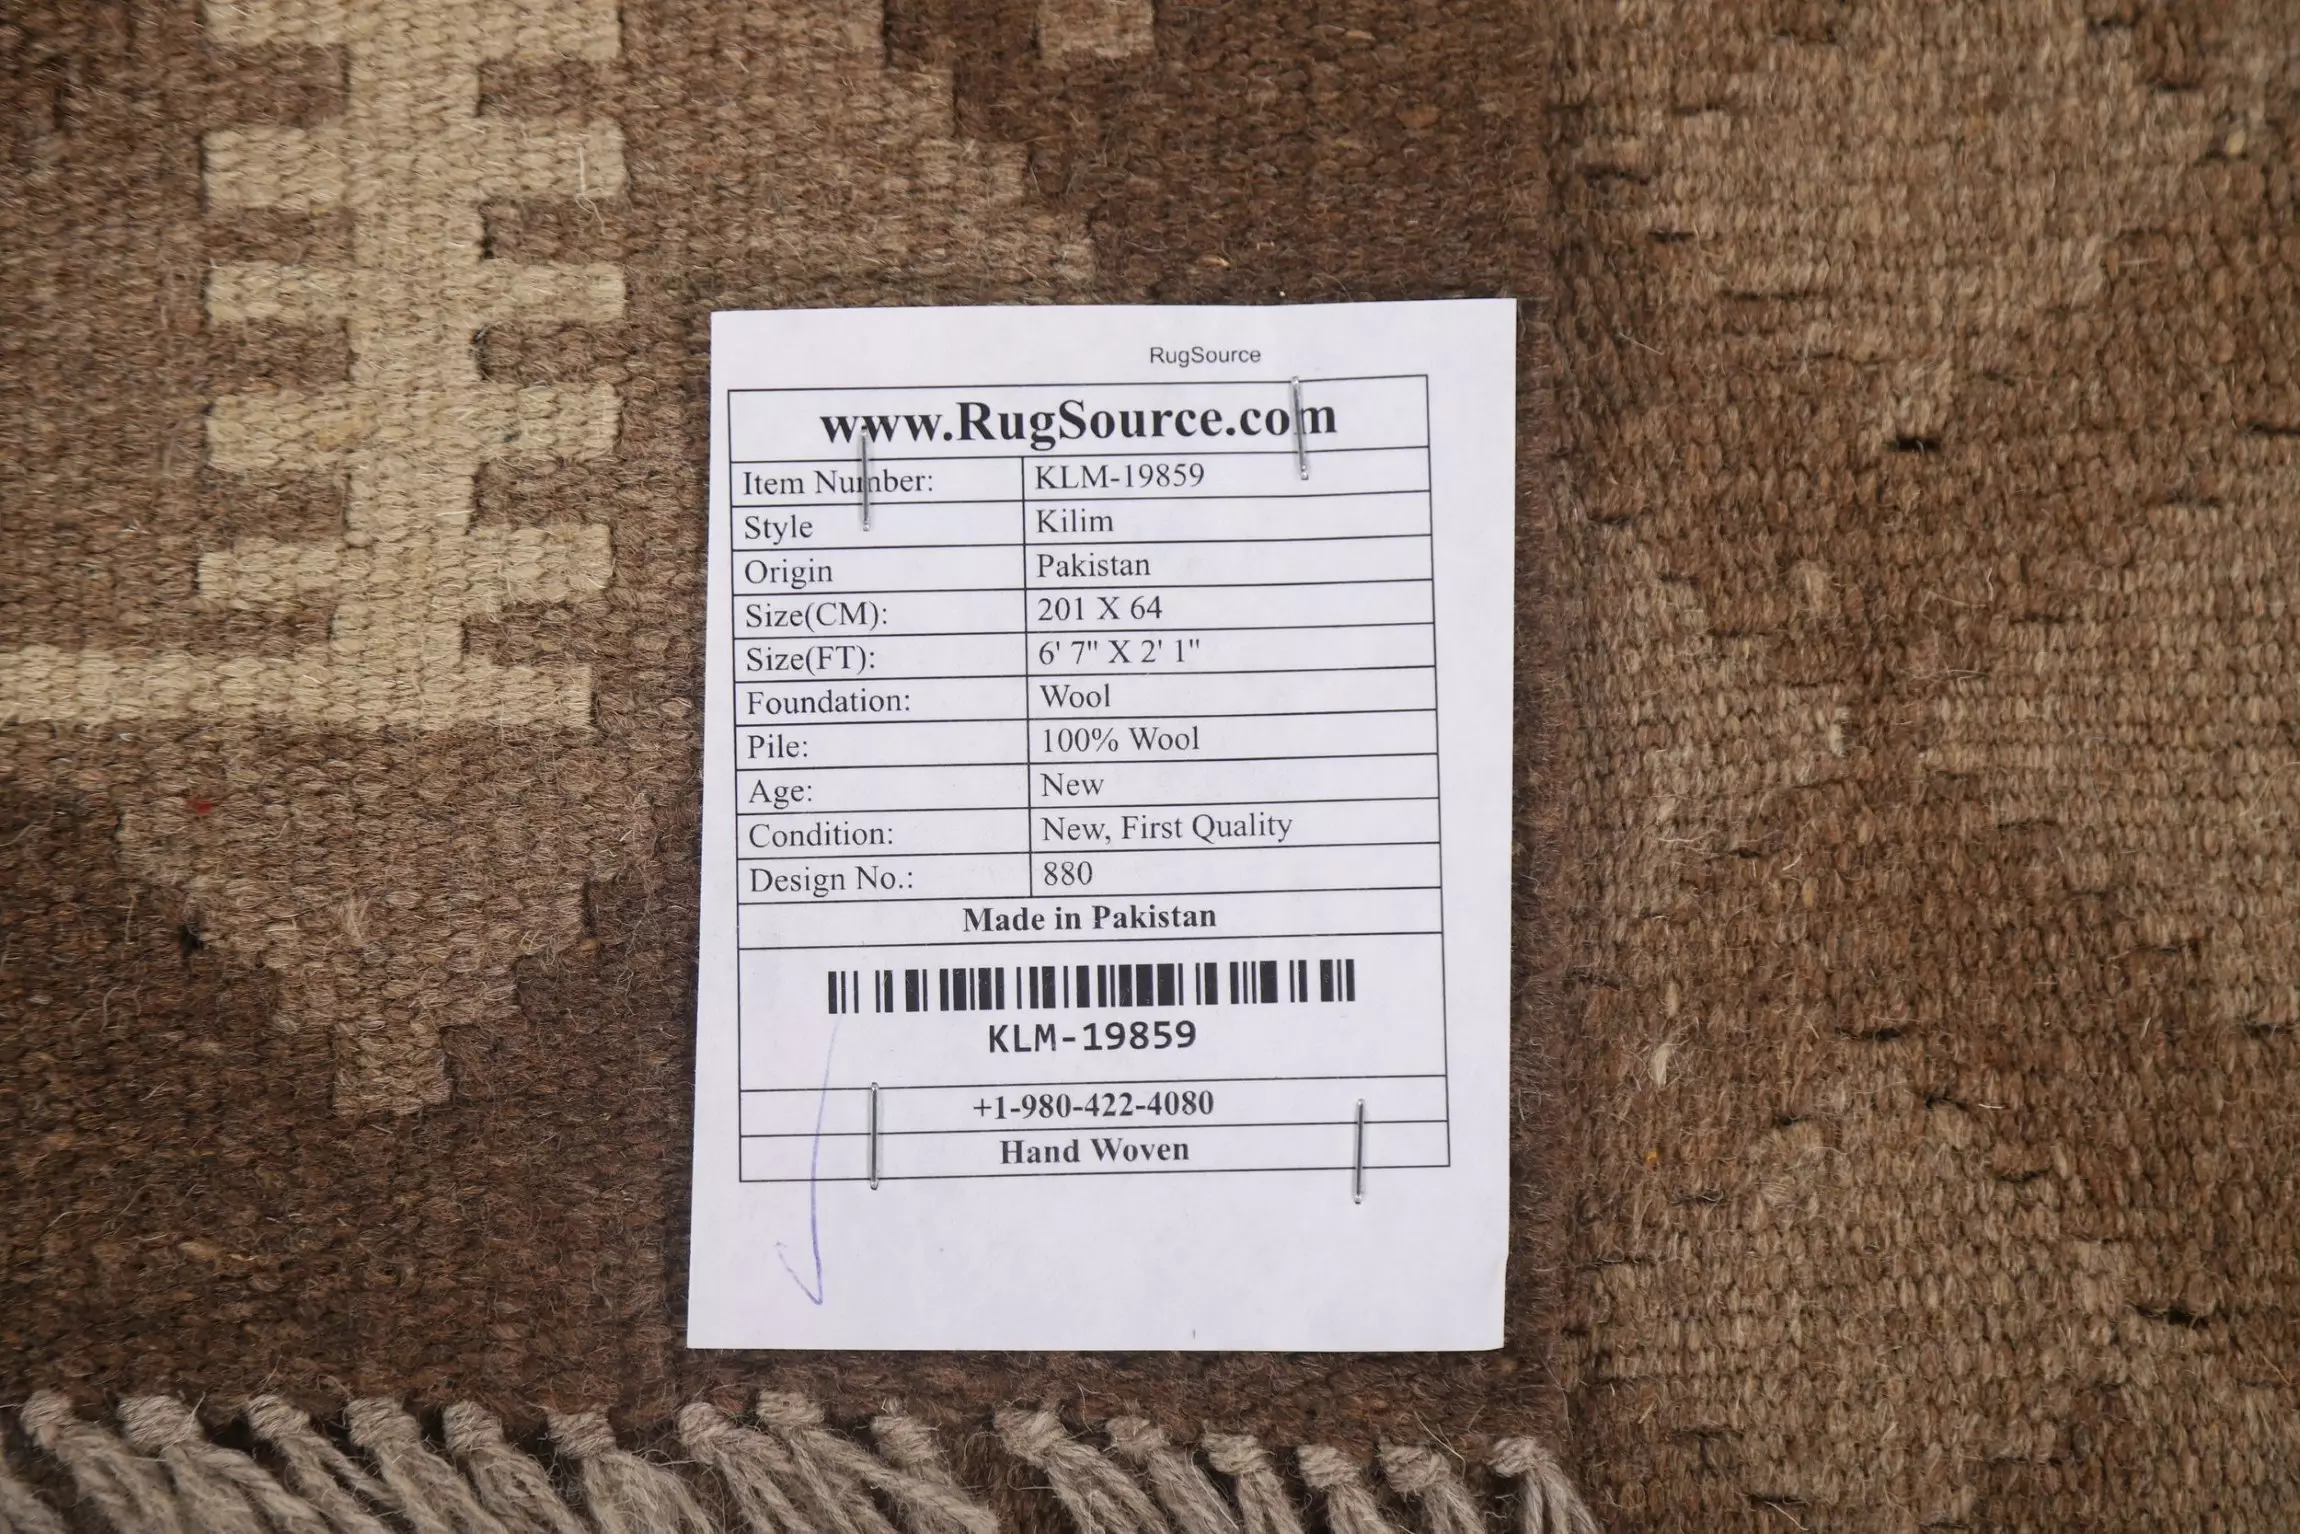 RugSource
www.RugSource.com
Item Number: KLM-19859
Style Kilim
Origin Pakistan
Size(CM): 201 X 64
Size(FT): 6' 7" X 2' 1"
Foundation: Wool
Pile: 100% Wool
Age: New
Condition: New, First Quality
Design No.: 880
Made in Pakistan
KLM-19859
+1-980-422-4080
Hand Woven